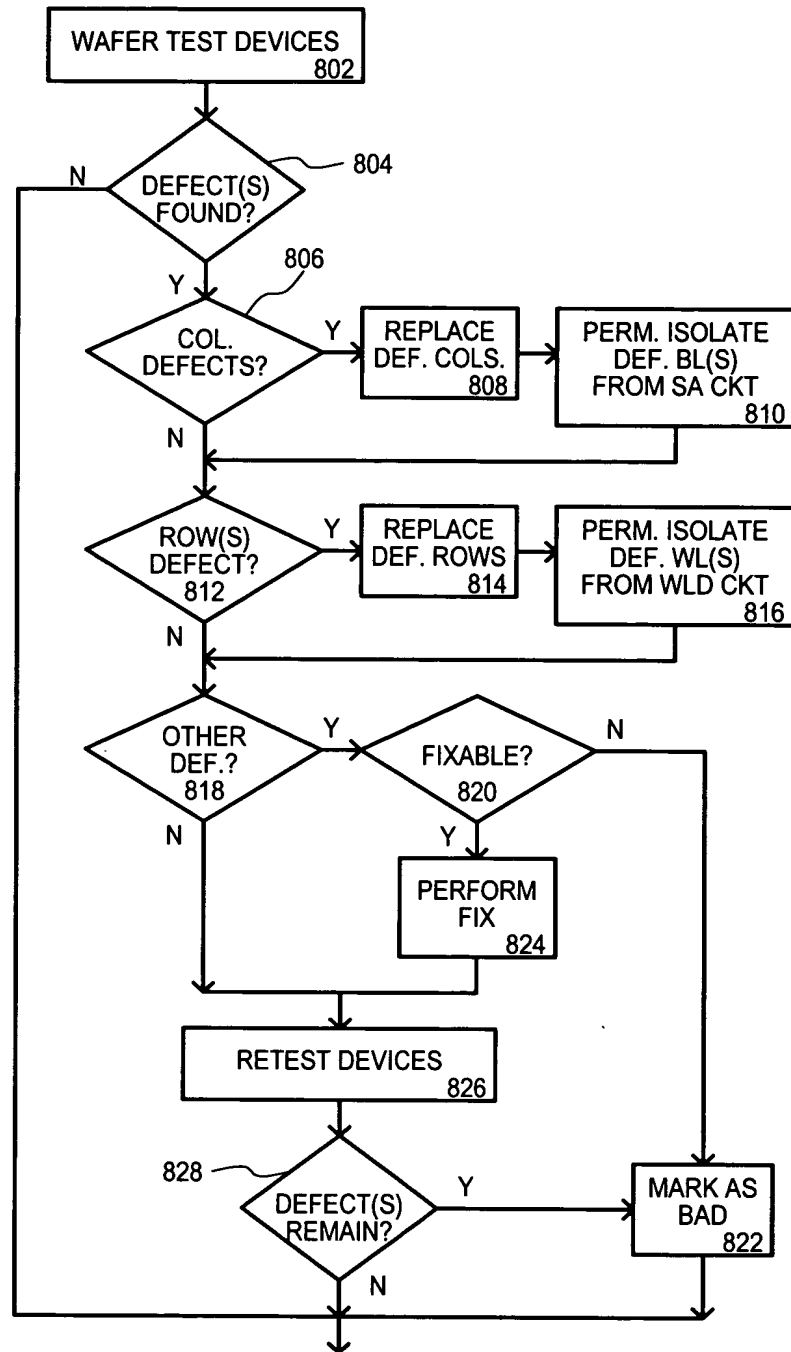 WAFER TEST DEVICES
802
804
N
DEFECT(S)
FOUND?
Y
806
COL.
DEFECTS?
Y
REPLACE
DEF. COLS.
808
PERM. ISOLATE
DEF. BL(S)
FROM SA CKT
810
N
ROW(S)
DEFECT?
812
Y
REPLACE
DEF. ROWS
814
PERM. ISOLATE
DEF. WL(S)
FROM WLD CKT
816
N
OTHER
DEF.?
818
Y
FIXABLE?
820
N
N
Y
PERFORM
FIX
824
RETEST DEVICES
826
828
DEFECT(S)
REMAIN?
Y
MARK AS
BAD
822
N